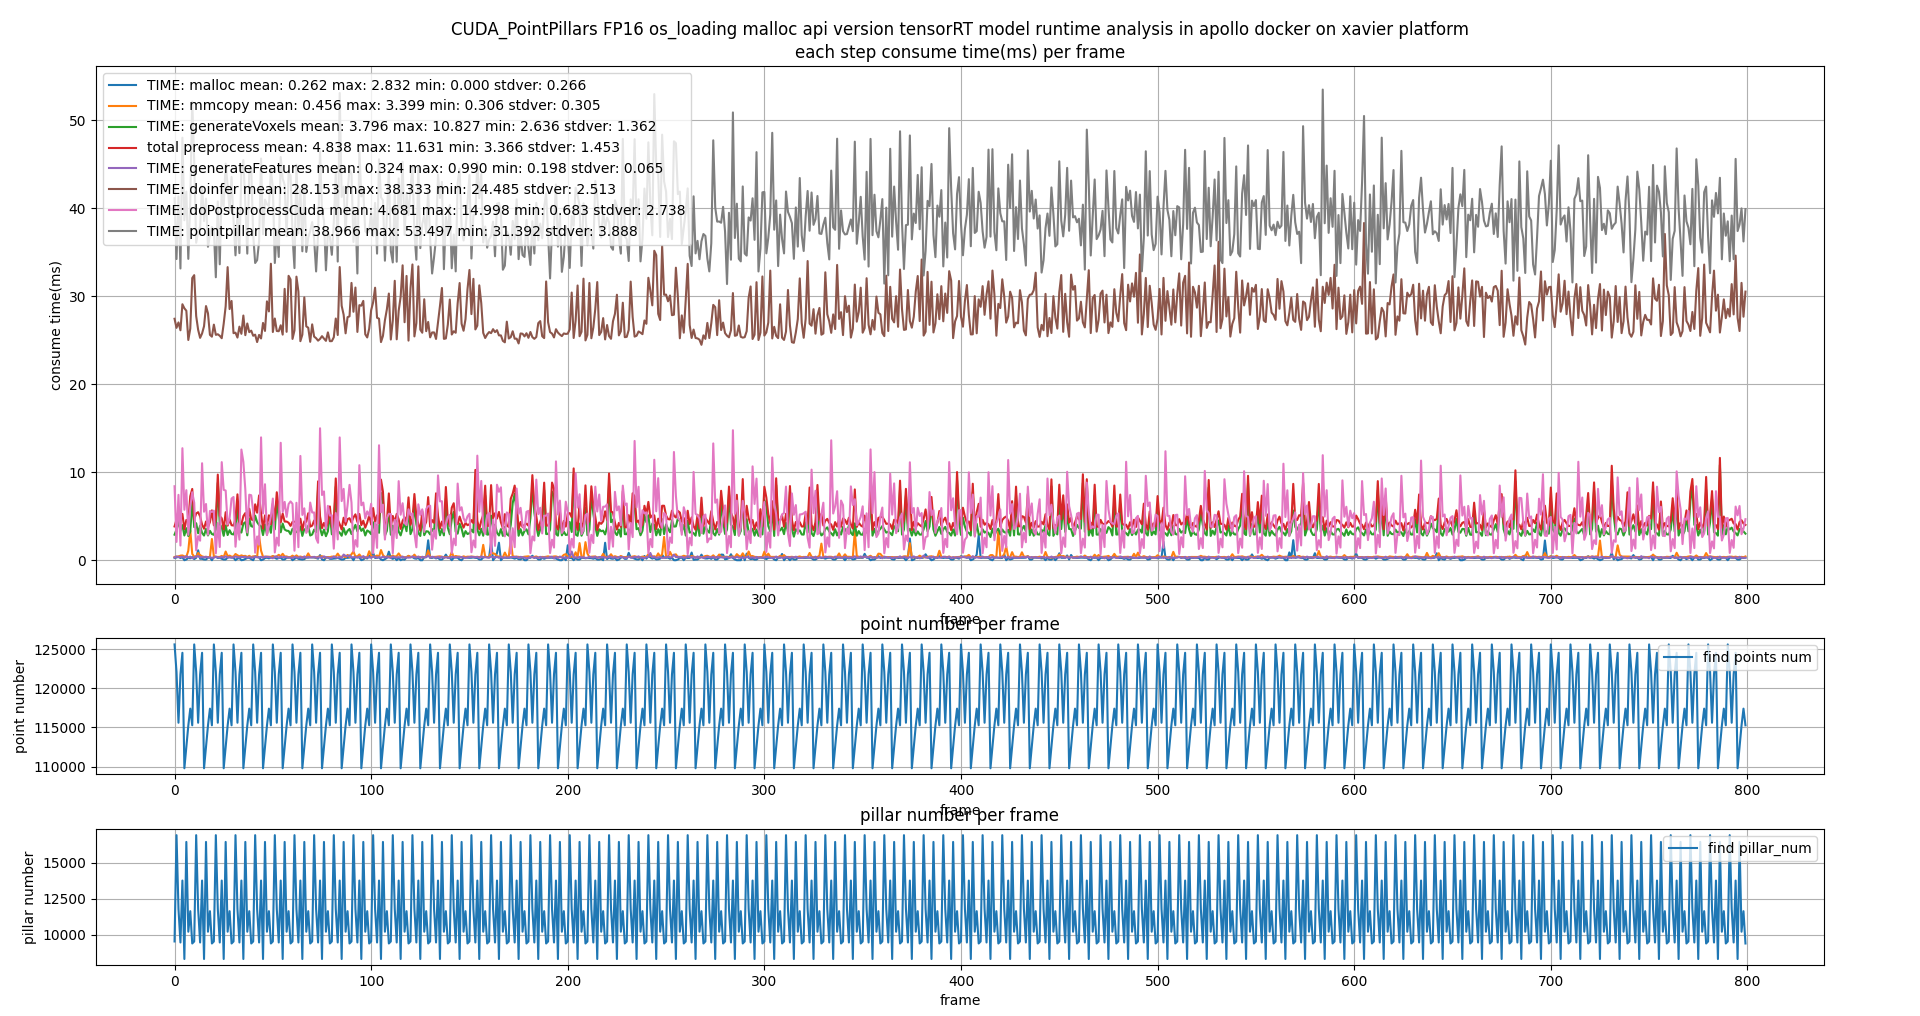 CUDA_PointPillars FP16 os_loading malloc api version tensorRT model runtime analysis in apollo docker on xavier platform
each step consume time(ms) per frame
TIME: malloc mean: 0.262 max: 2.832 min: 0.000 stdver: 0.266
TIME: mmcopy mean: 0.456 max: 3.399 min: 0.306 stdver: 0.305
TIME: generateVoxels mean: 3.796 max: 10.827 min: 2.636 stdver: 1.362
total preprocess mean: 4.838 max: 11.631 min: 3.366 stdver: 1.453
TIME: generateFeatures mean: 0.324 max: 0.990 min: 0.198 stdver: 0.065
TIME: doinfer mean: 28.153 max: 38.333 min: 24.485 stdver: 2.513
TIME: doPostprocessCuda mean: 4.681 max: 14.998 min: 0.683 stdver: 2.738
TIME: pointpillar mean: 38.966 max: 53.497 min: 31.392 stdver: 3.888
consume time(ms)
50
40
30
20
10
0
0 100 200 300 400 500 600 700 800
frame
point number per frame
find points num
point number
125000
120000
115000
110000
0 100 200 300 400 500 600 700 800
frame
pillar number per frame
find pillar_num
pillar number
15000
12500
10000
0 100 200 300 400 500 600 700 800
frame